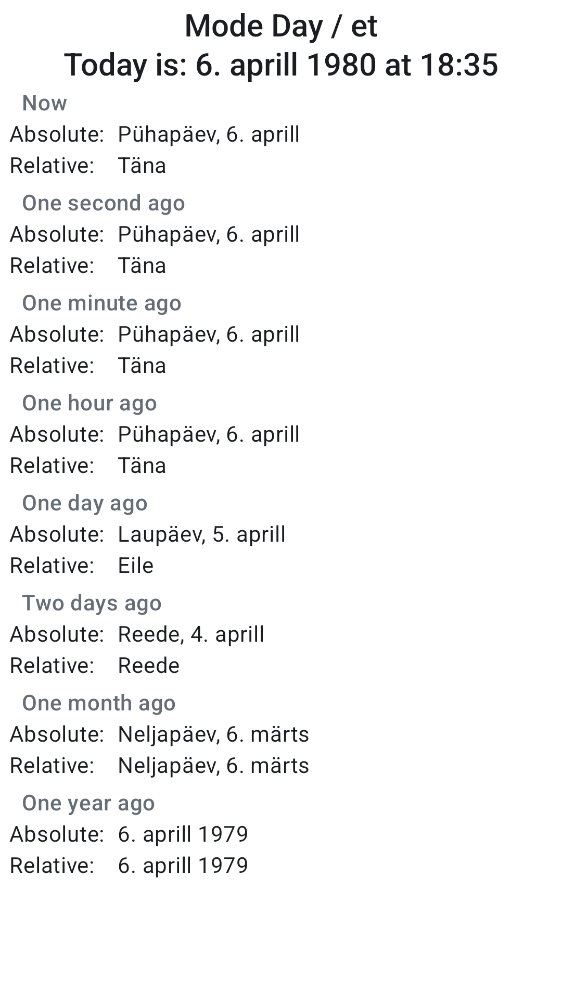 Mode Day / et
Today is: 6. aprill 1980 at 18:35
Now
Absolute: Pühapäev, 6. aprill
Relative: Täna
One second ago
Absolute: Pühapäev, 6. aprill
Relative: Täna
One minute ago
Absolute: Pühapäev, 6. aprill
Relative: Täna
One hour ago
Absolute: Pühapäev, 6. aprill
Relative: Täna
One day ago
Absolute: Laupäev, 5. aprill
Relative: Eile
Two days ago
Absolute: Reede, 4. aprill
Relative: Reede
One month ago
Absolute: Neljapäev, 6. märts
Relative: Neljapäev, 6. märts
One year ago
Absolute: 6. aprill 1979
Relative: 6. aprill 1979